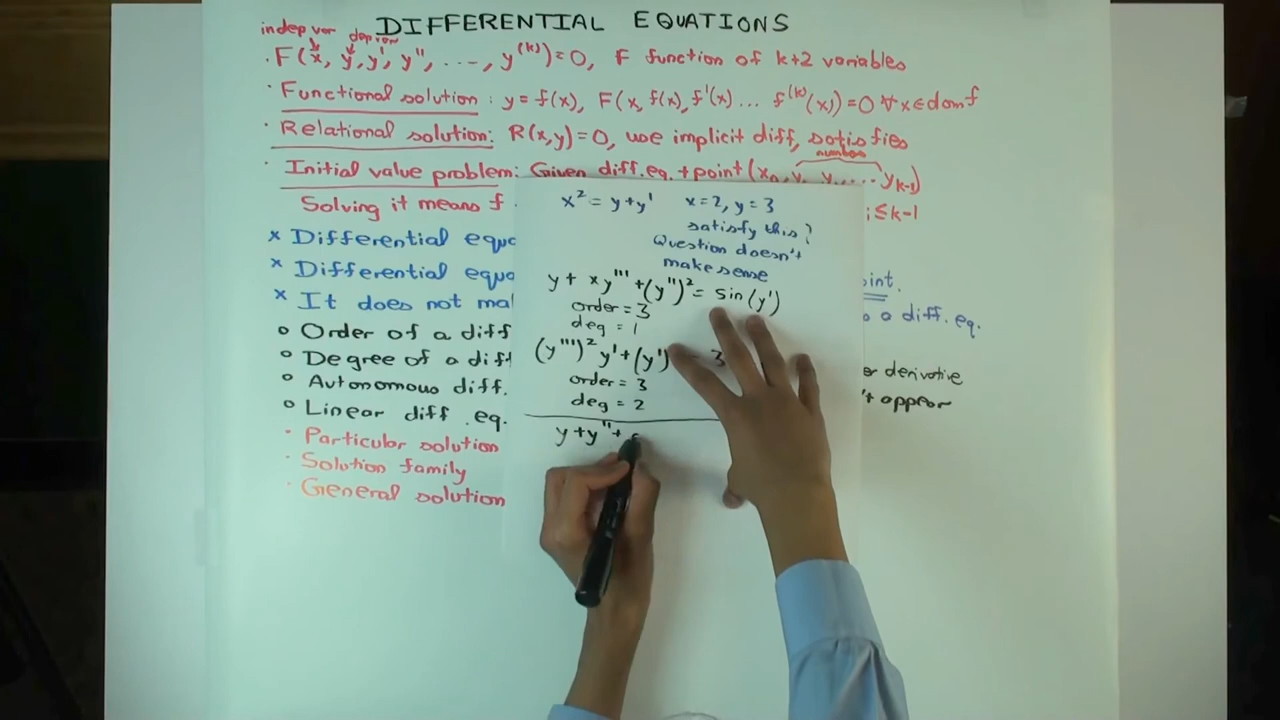 DIFFERENTIAL EQUATIONS
indep var dep var
· F(x, y, y', y'', ..., y^(k)) = 0, F function of k+2 variables
· Functional solution: y = f(x), F(x, f(x), f'(x) ... f^(k)(x)) = 0 ∀ x ∈ dom f
· Relational solution: R(x,y) = 0, use implicit diff, satisfies
numbers
· Initial value problem: Given diff. eq. + point (x₀, y, y, ... y_{k-1})
Solving it means f
i ≤ k-1
× Differential equa
× Differential equa
oint.
× It does not ma
o a diff. eq.
o Order of a diff
o Degree of a diff
er derivative
o Autonomous diff.
't appear
o Linear diff. eq.
· Particular solution
· Solution family
· General solution
x² = y + y' x = 2, y = 3
satisfy this?
Question doesn't
make sense
y + xy''' + (y'')² = sin(y')
order = 3
deg = 1
(y''')² y' + (y') = 3
order = 3
deg = 2
y + y'' +